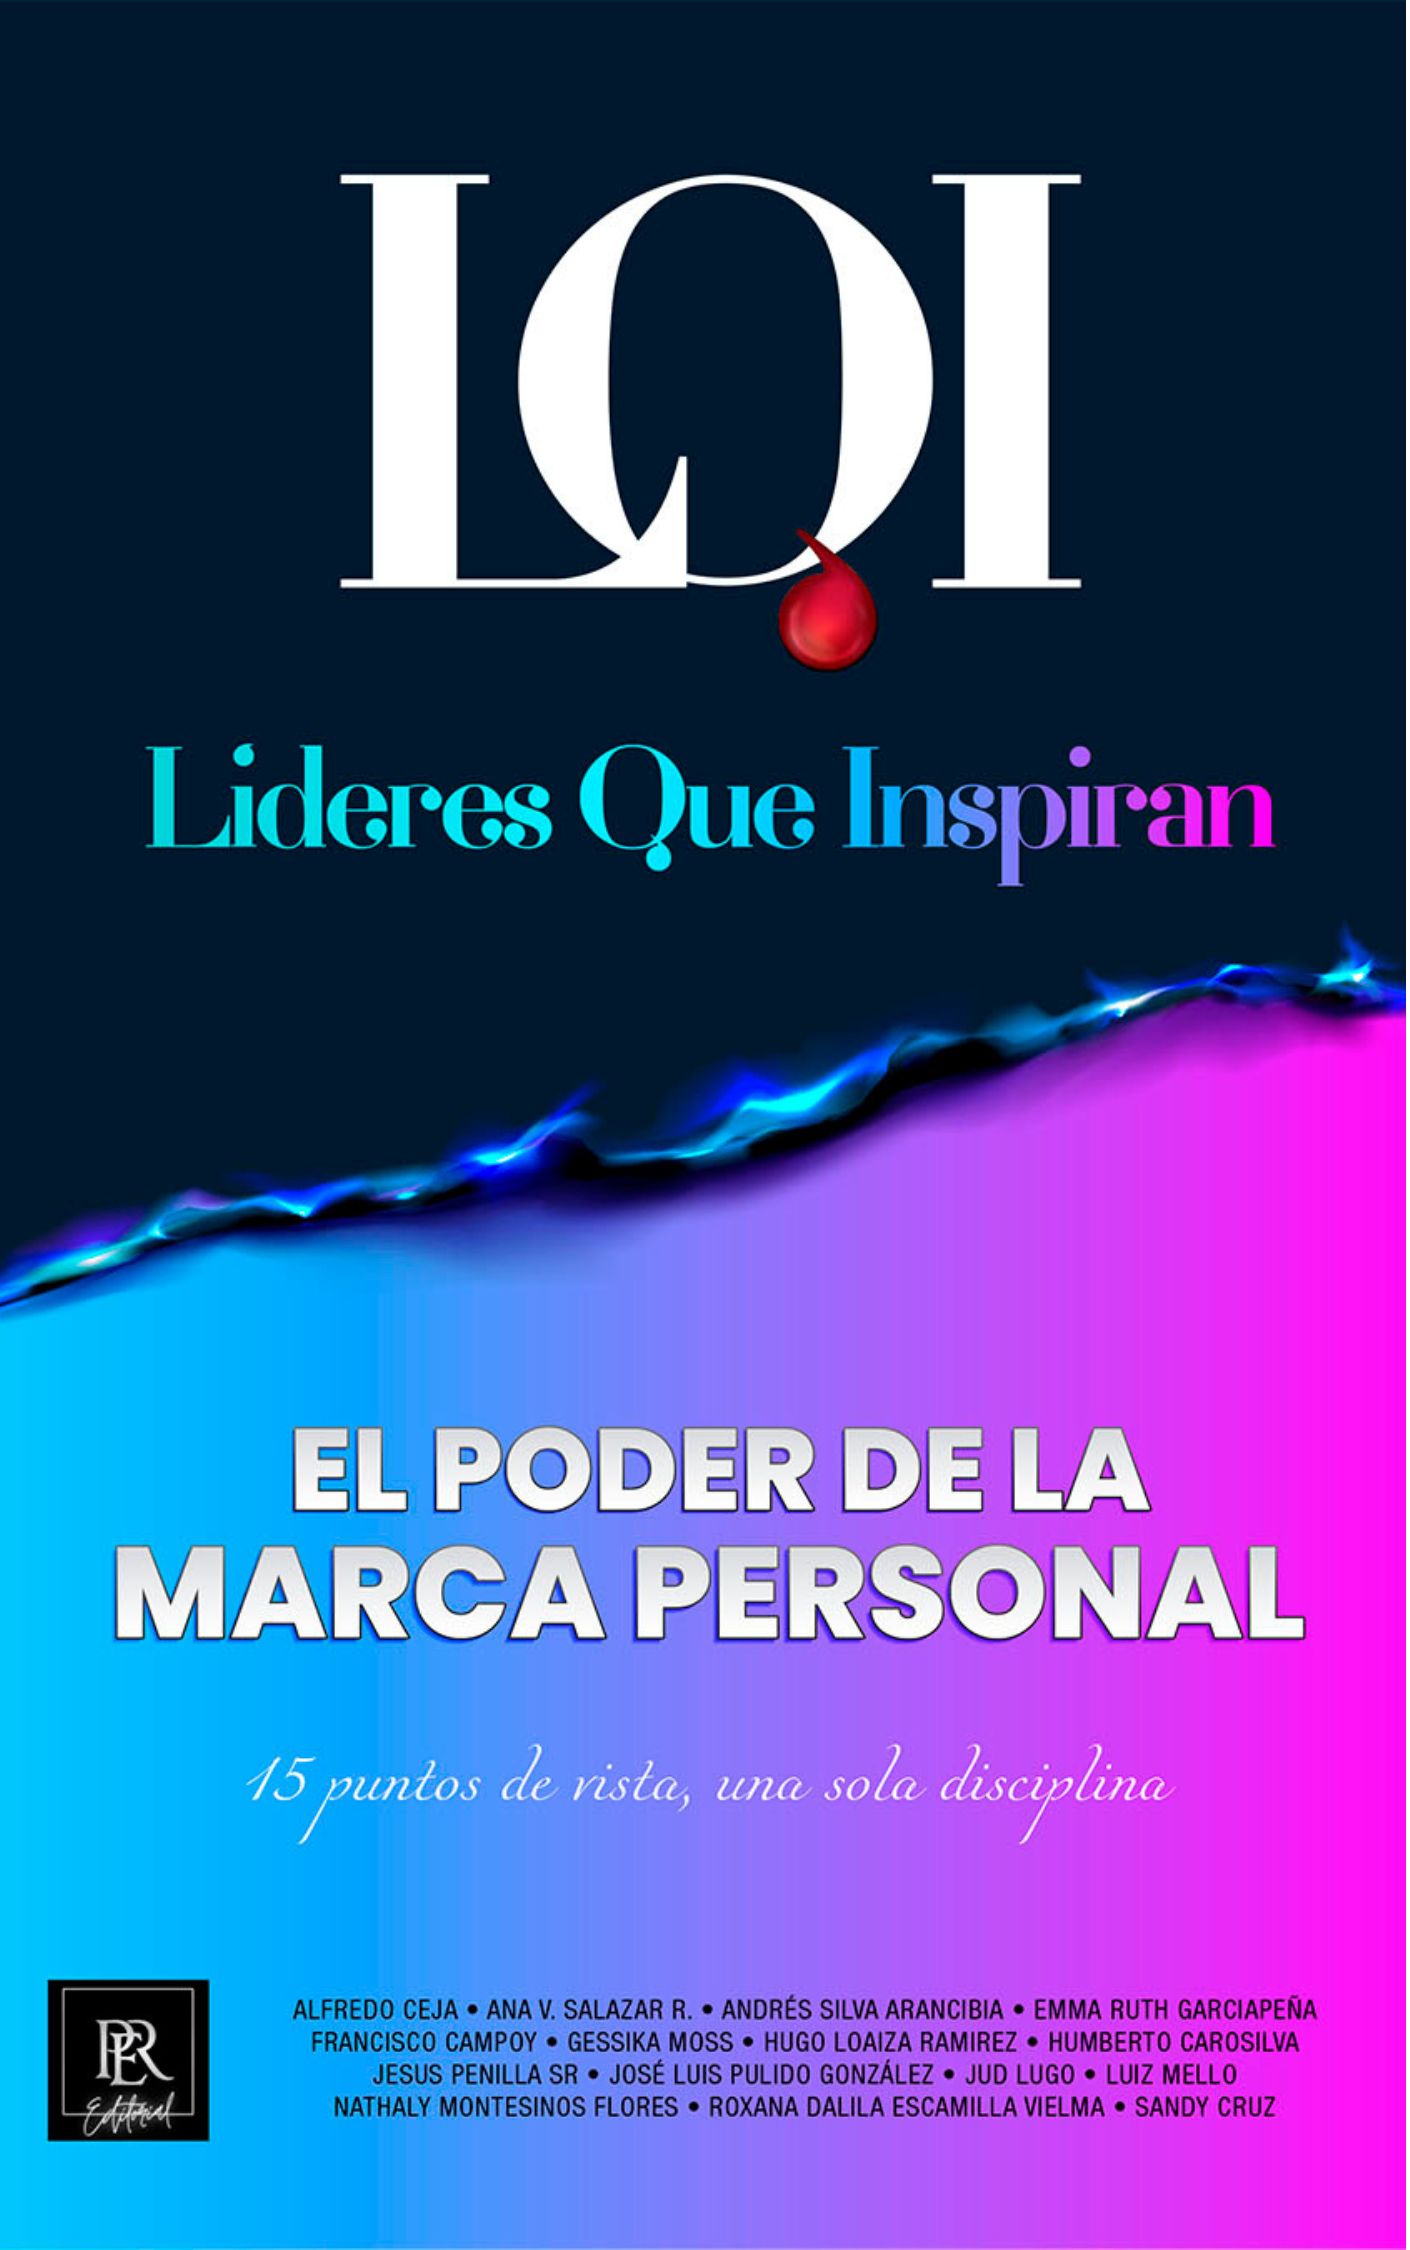 LQI
Lideres Que Inspiran
EL PODER DE LA
MARCA PERSONAL
15 puntos de vista, una sola disciplina
PER
Editorial
ALFREDO CEJA • ANA V. SALAZAR R. • ANDRÉS SILVA ARANCIBIA • EMMA RUTH GARCIAPEÑA
FRANCISCO CAMPOY • GESSIKA MOSS • HUGO LOAIZA RAMIREZ • HUMBERTO CAROSILVA
JESUS PENILLA SR • JOSÉ LUIS PULIDO GONZÁLEZ • JUD LUGO • LUIZ MELLO
NATHALY MONTESINOS FLORES • ROXANA DALILA ESCAMILLA VIELMA • SANDY CRUZ